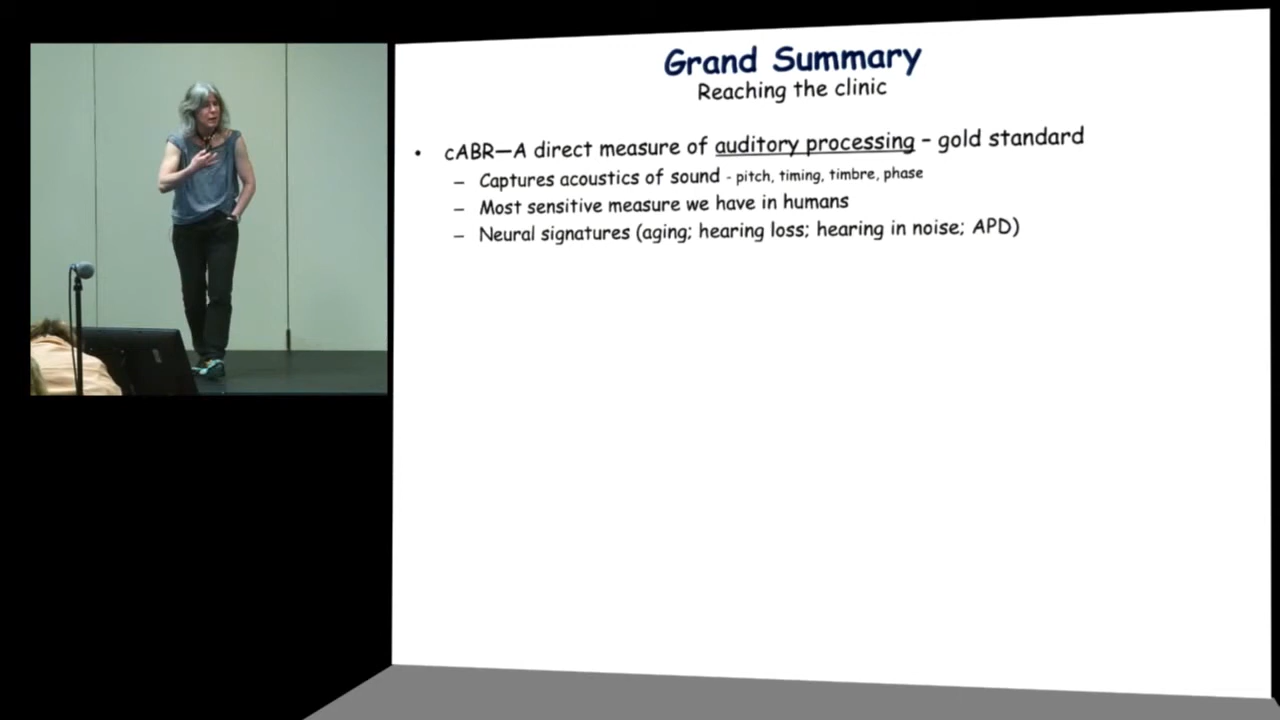 Grand Summary
Reaching the clinic
• cABR—A direct measure of auditory processing – gold standard
– Captures acoustics of sound - pitch, timing, timbre, phase
– Most sensitive measure we have in humans
– Neural signatures (aging; hearing loss; hearing in noise; APD)